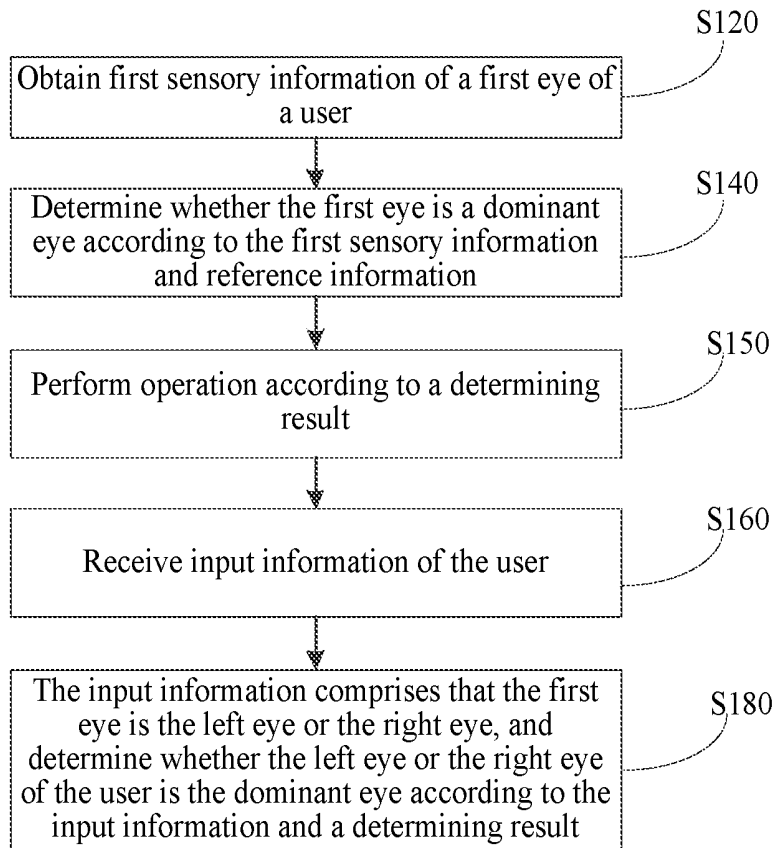 S120
Obtain first sensory information of a first eye of
a user
S140
Determine whether the first eye is a dominant
eye according to the first sensory information
and reference information
S150
Perform operation according to a determining
result
S160
Receive input information of the user
S180
The input information comprises that the first
eye is the left eye or the right eye, and
determine whether the left eye or the right eye
of the user is the dominant eye according to the
input information and a determining result